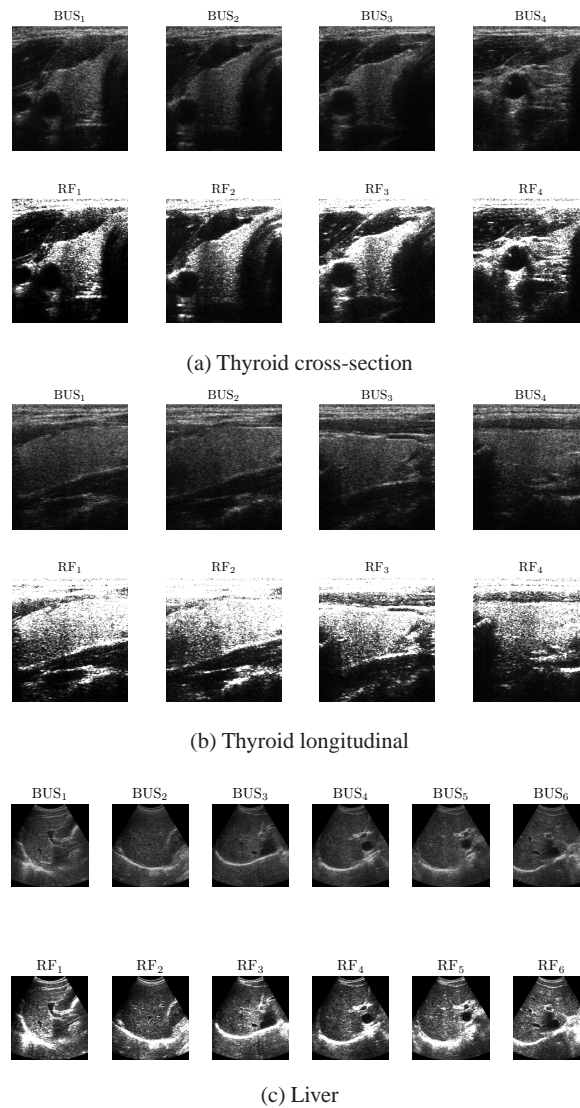 BUS₁ BUS₂ BUS₃ BUS₄
RF₁ RF₂ RF₃ RF₄
(a) Thyroid cross-section
BUS₁ BUS₂ BUS₃ BUS₄
RF₁ RF₂ RF₃ RF₄
(b) Thyroid longitudinal
BUS₁ BUS₂ BUS₃ BUS₄ BUS₅ BUS₆
RF₁ RF₂ RF₃ RF₄ RF₅ RF₆
(c) Liver